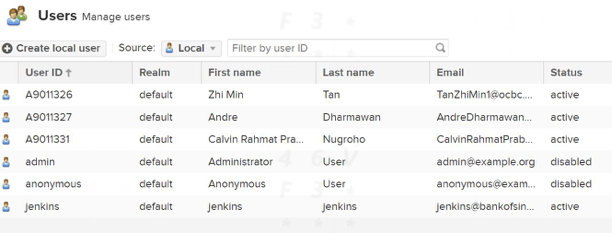 Users Manage users
Create local user Source: Local Filter by user ID
User ID Realm First name Last name Email Status
A9011326 default Zhi Min Tan TanZhiMin1@ocbc.... active
A9011327 default Andre Dharmawan AndreDharmawan... active
A9011331 default Calvin Rahmat Pra... Nugroho CalvinRahmatPrab... active
admin default Administrator User admin@example.org disabled
anonymous default Anonymous User anonymous@exam... disabled
jenkins default jenkins jenkins jenkins@bankofsin... active